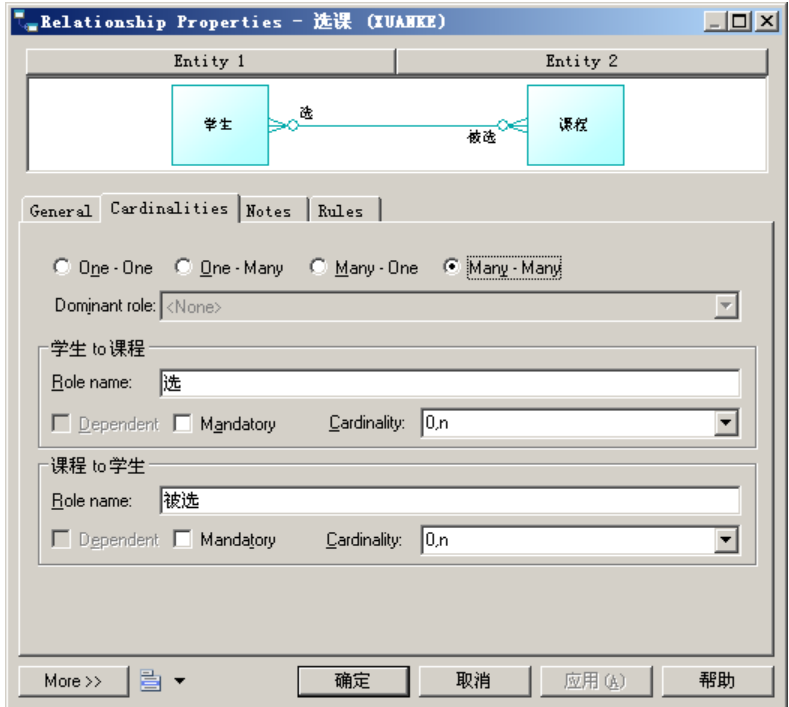 Relationship Properties - 选课 (XUANKE)
Entity 1 Entity 2
学生 选 被选 课程
General Cardinalities Notes Rules
One - One One - Many Many - One Many - Many
Dominant role: <None>
学生 to 课程
Role name: 选
Dependent Mandatory Cardinality: 0,n
课程 to 学生
Role name: 被选
Dependent Mandatory Cardinality: 0,n
More >> 确定 取消 应用(A) 帮助